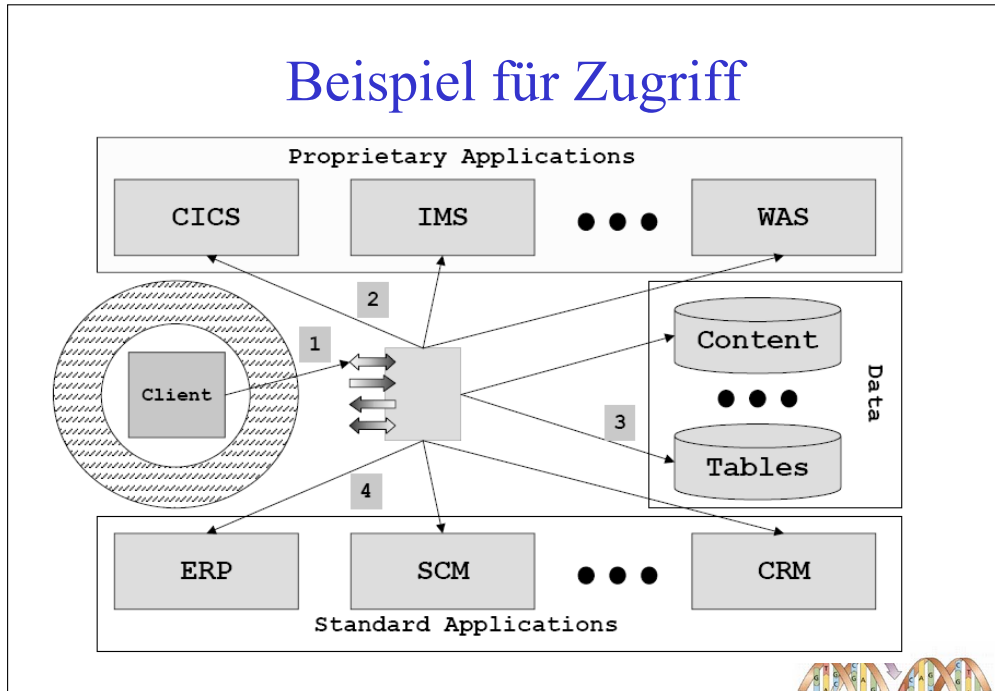 Beispiel für Zugriff
Proprietary Applications
CICS
IMS
WAS
2
1
Client
Content
Data
3
Tables
4
ERP
SCM
CRM
Standard Applications